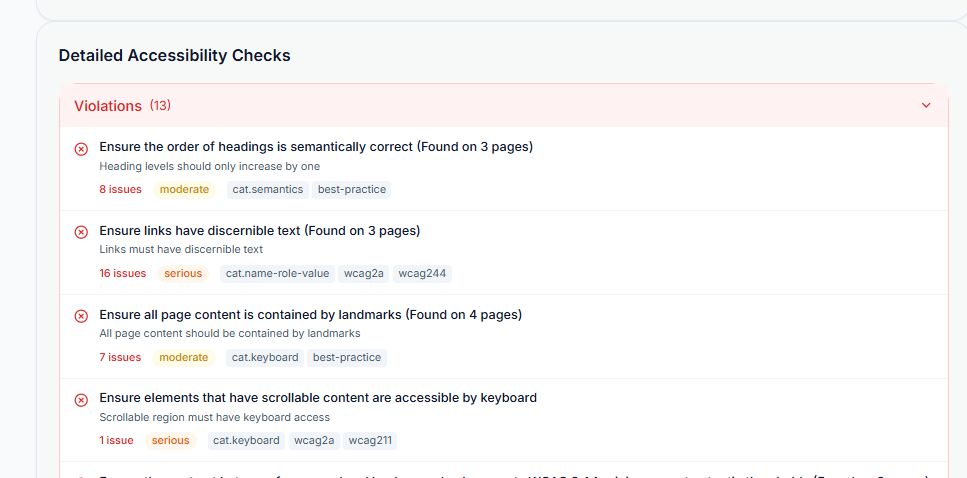 Detailed Accessibility Checks
Violations (13)
Ensure the order of headings is semantically correct (Found on 3 pages)
Heading levels should only increase by one
8 issues moderate cat.semantics best-practice
Ensure links have discernible text (Found on 3 pages)
Links must have discernible text
16 issues serious cat.name-role-value wcag2a wcag244
Ensure all page content is contained by landmarks (Found on 4 pages)
All page content should be contained by landmarks
7 issues moderate cat.keyboard best-practice
Ensure elements that have scrollable content are accessible by keyboard
Scrollable region must have keyboard access
1 issue serious cat.keyboard wcag2a wcag211